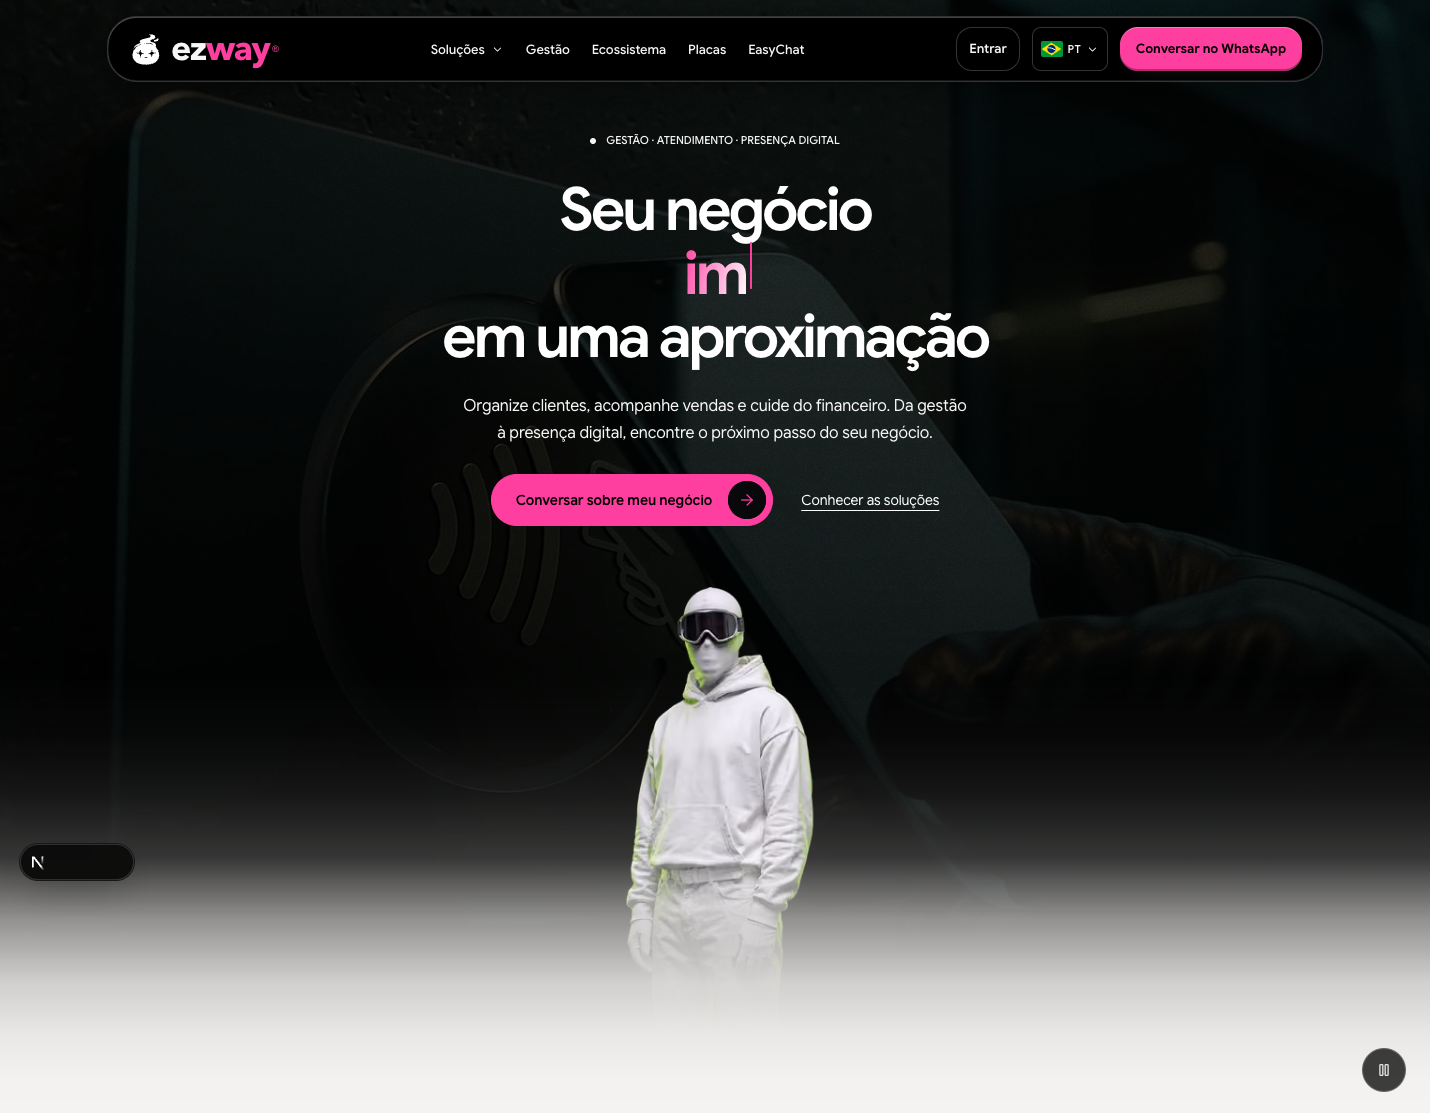 ezway®
Soluções
Gestão
Ecossistema
Placas
EasyChat
Entrar
PT
Conversar no WhatsApp
GESTÃO · ATENDIMENTO · PRESENÇA DIGITAL
Seu negócio
im
em uma aproximação
Organize clientes, acompanhe vendas e cuide do financeiro. Da gestão
à presença digital, encontre o próximo passo do seu negócio.
Conversar sobre meu negócio
Conhecer as soluções
N